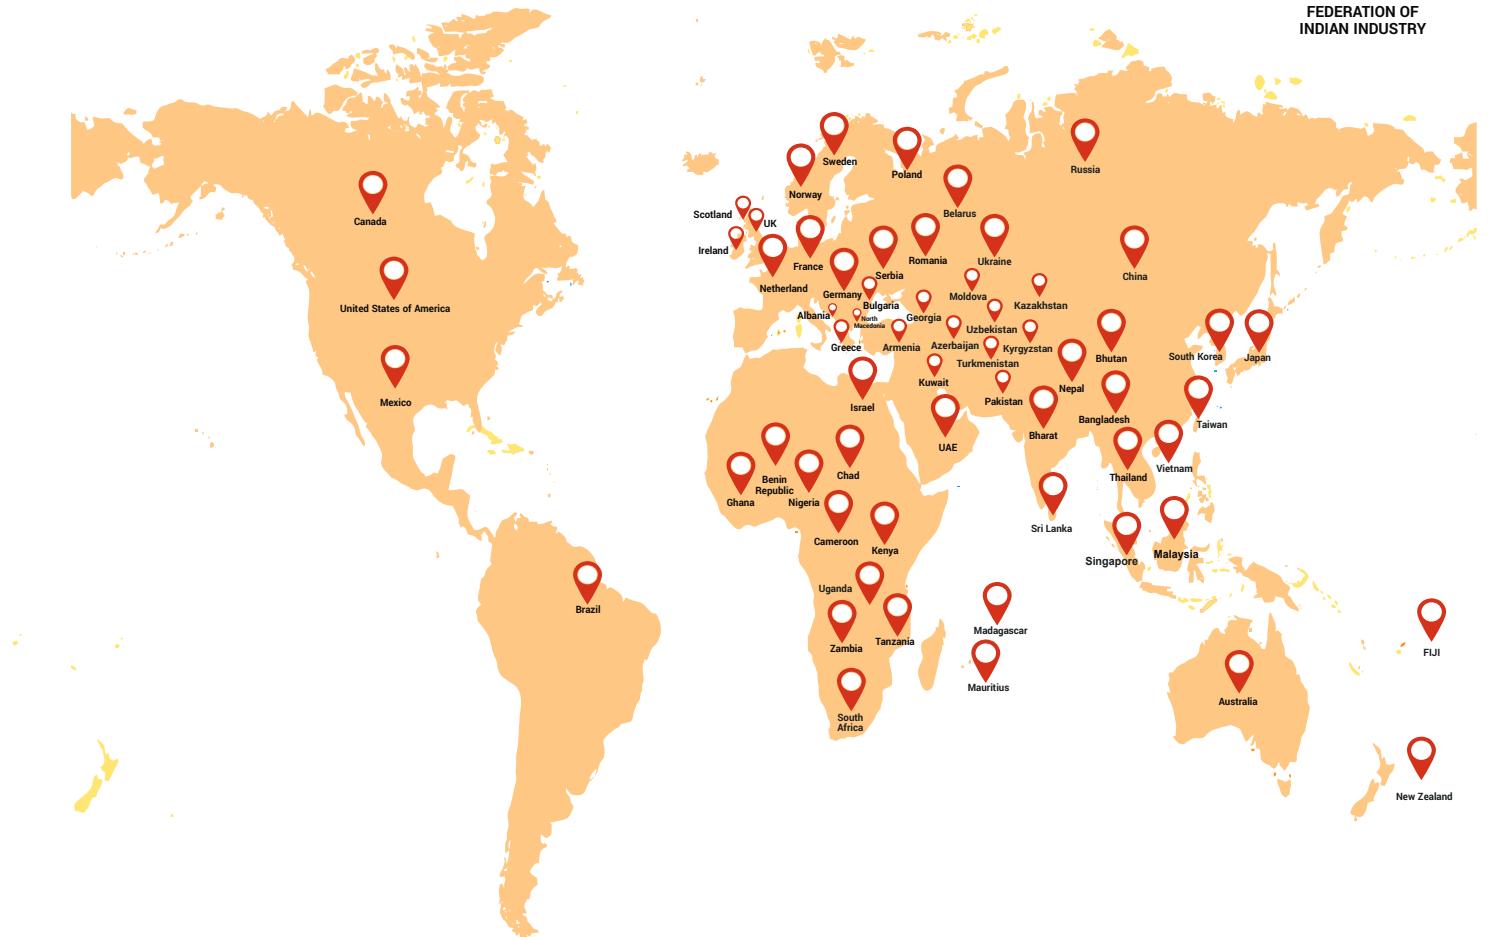 FEDERATION OF
INDIAN INDUSTRY
Sweden
Poland
Russia
Norway
Belarus
Scotland
UK
Canada
Ireland
France
Romania
Ukraine
Serbia
China
Netherland
Germany
Moldova
Bulgaria
Kazakhstan
United States of America
Albania
North
Macedonia
Georgia
Uzbekistan
Greece
Armenia
Azerbaijan
Kyrgyzstan
Turkmenistan
Bhutan
South Korea
Japan
Kuwait
Nepal
Mexico
Israel
Pakistan
Bangladesh
Taiwan
Bharat
UAE
Chad
Benin
Republic
Thailand
Vietnam
Ghana
Nigeria
Sri Lanka
Cameroon
Kenya
Singapore
Malaysia
Uganda
Brazil
Madagascar
Tanzania
Zambia
FIJI
Mauritius
Australia
South
Africa
New Zealand